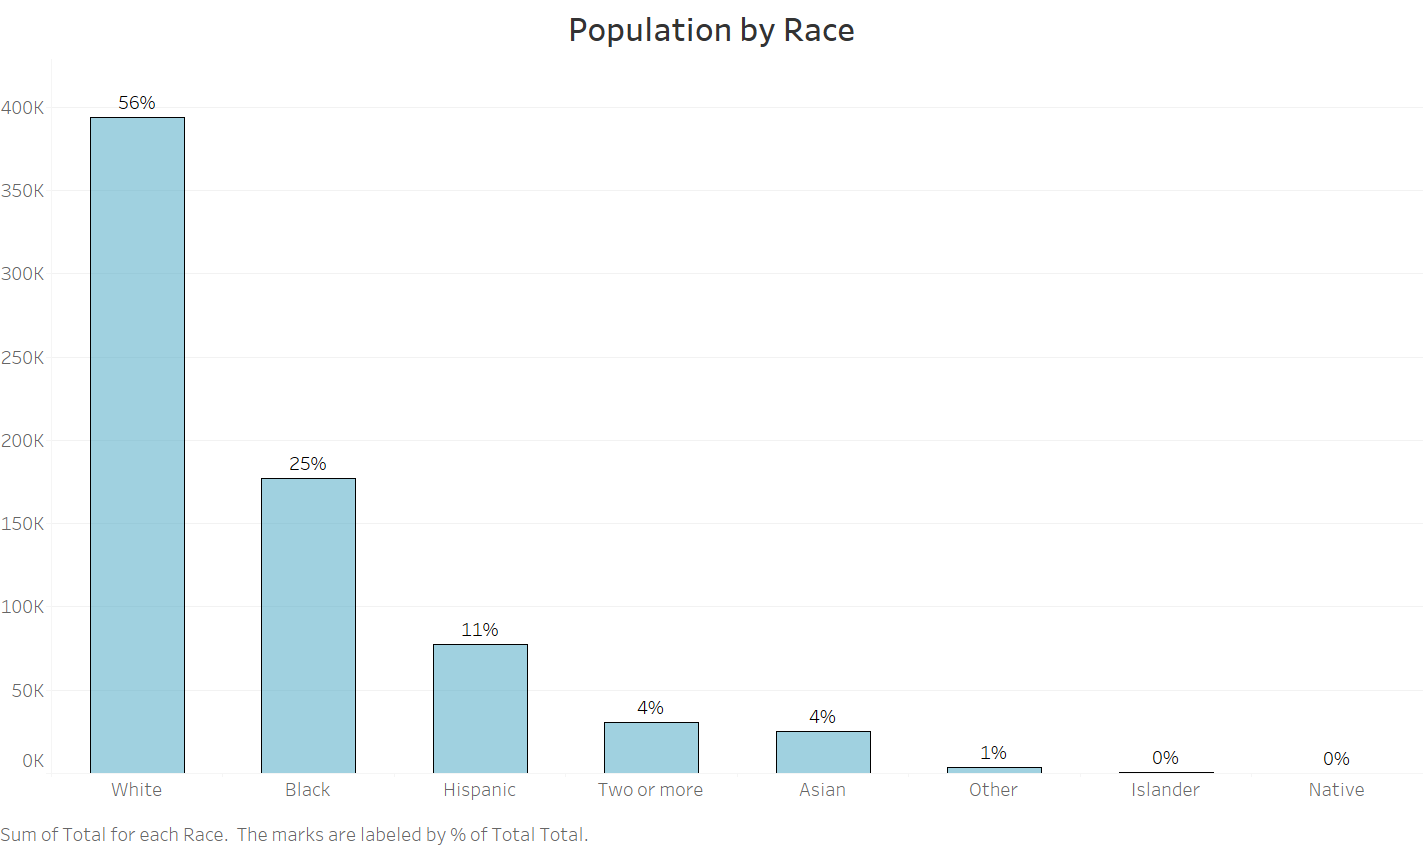 Population by Race
400K
350K
300K
250K
200K
150K
100K
50K
0K
56%
25%
11%
4%
4%
1%
0%
0%
White Black Hispanic Two or more Asian Other Islander Native
Sum of Total for each Race.  The marks are labeled by % of Total Total.